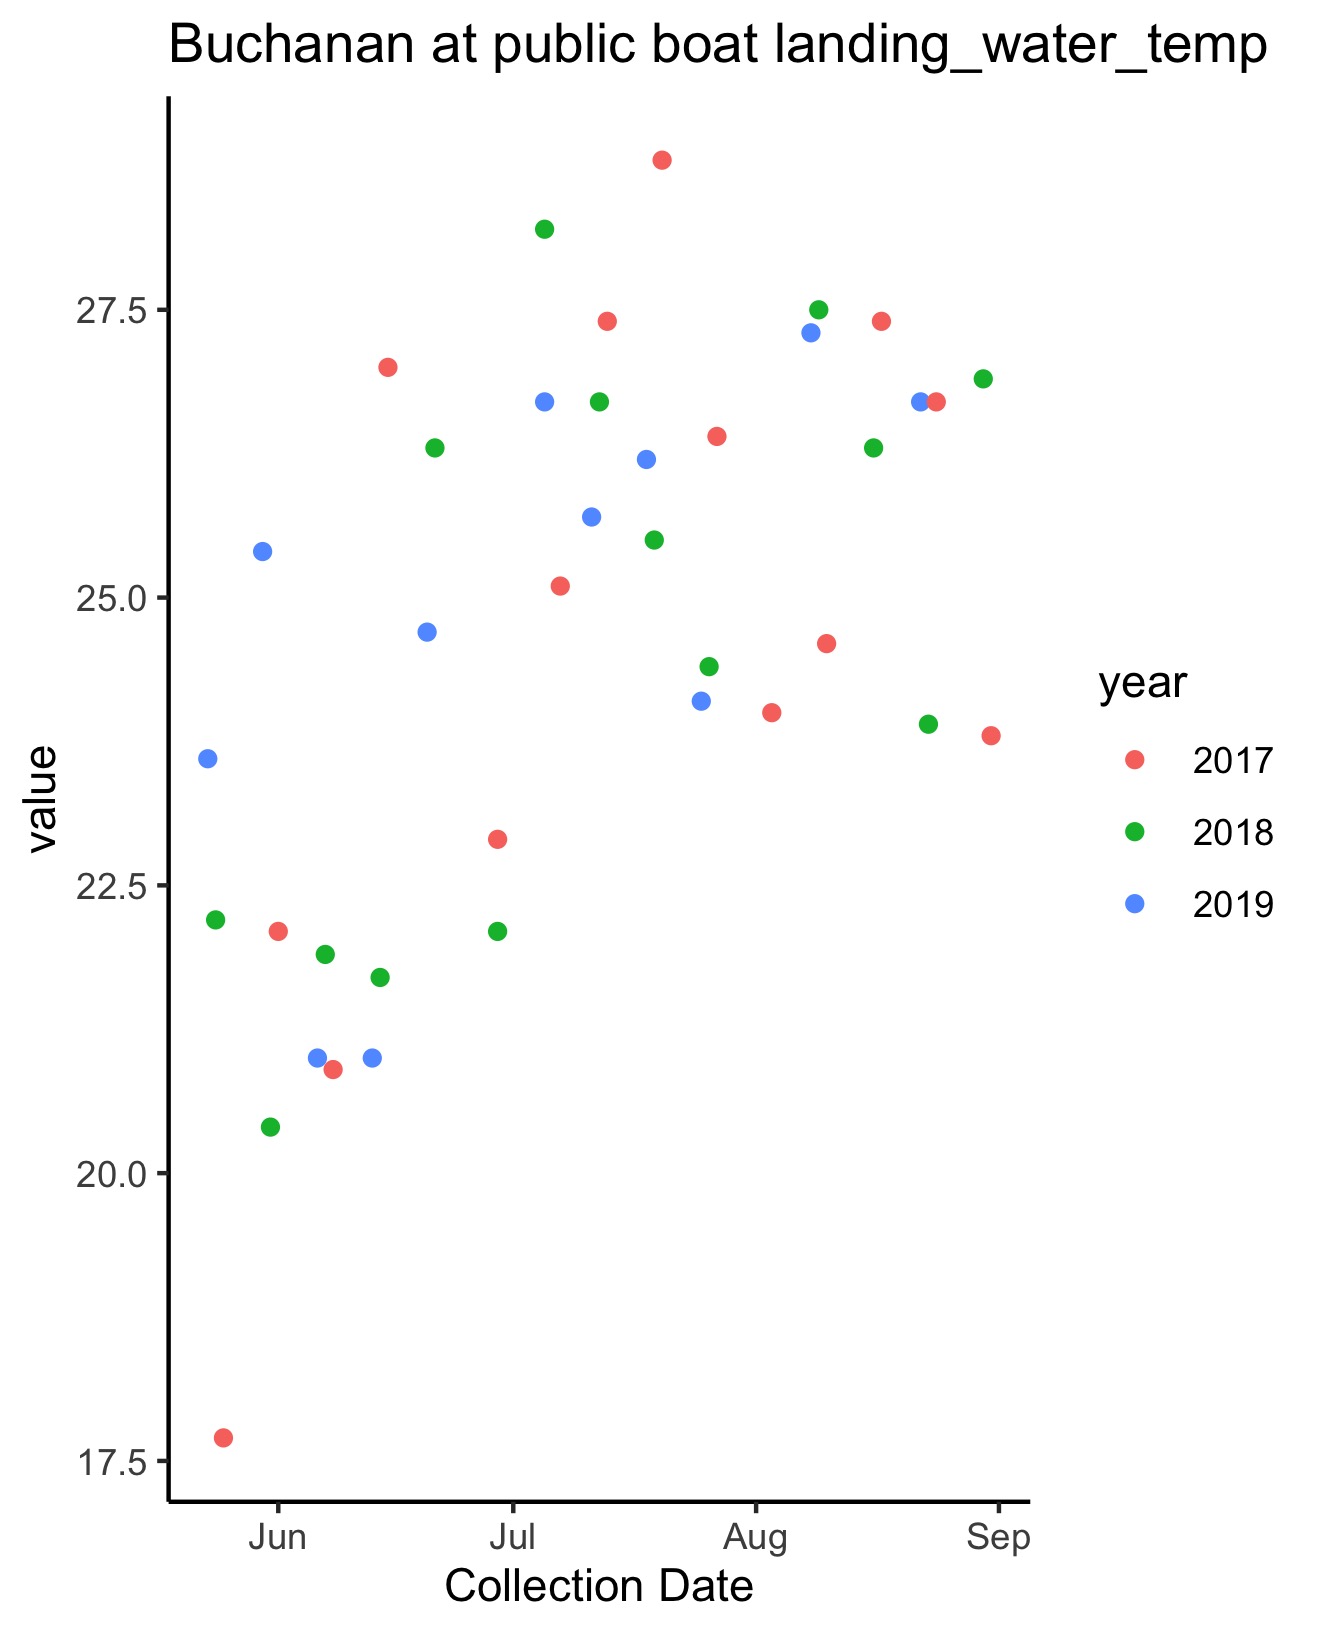 Buchanan at public boat landing_water_temp
27.5
25.0
22.5
20.0
17.5
value
Jun Jul Aug Sep
Collection Date
year
2017
2018
2019